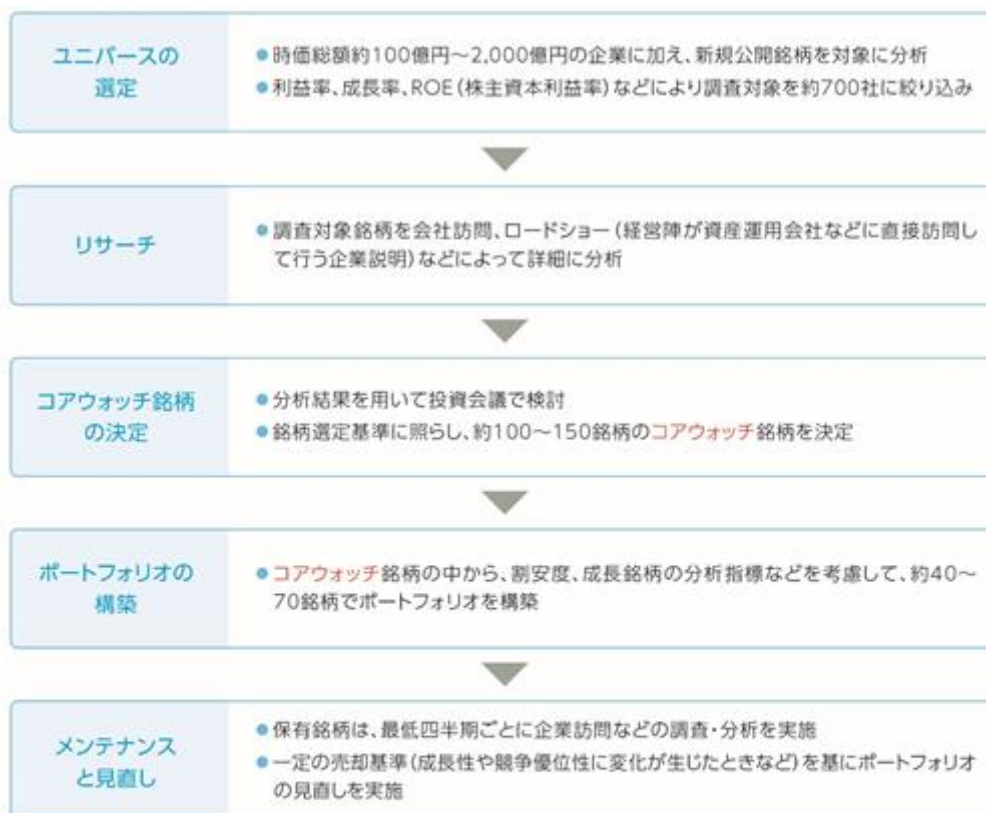 ユニバースの
選定
●時価総額約100億円～2,000億円の企業に加え、新規公開銘柄を対象に分析
●利益率、成長率、ROE（株主資本利益率）などにより調査対象を約700社に絞り込み
リサーチ
●調査対象銘柄を会社訪問、ロードショー（経営陣が資産運用会社などに直接訪問し
て行う企業説明）などによって詳細に分析
コアウォッチ銘柄
の決定
●分析結果を用いて投資会議で検討
●銘柄選定基準に照らし、約100～150銘柄のコアウォッチ銘柄を決定
ポートフォリオの
構築
●コアウォッチ銘柄の中から、割安度、成長銘柄の分析指標などを考慮して、約40～
70銘柄でポートフォリオを構築
メンテナンス
と見直し
●保有銘柄は、最低四半期ごとに企業訪問などの調査・分析を実施
●一定の売却基準（成長性や競争優位性に変化が生じたときなど）を基にポートフォリオ
の見直しを実施